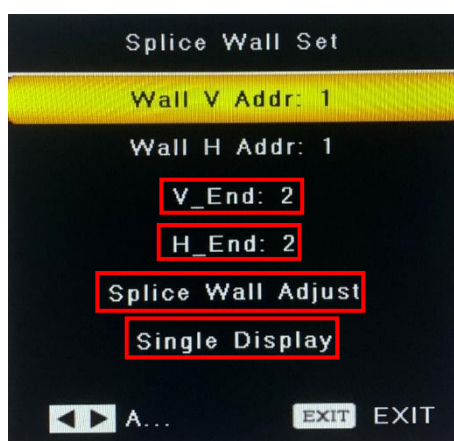 Splice Wall Set
Wall V Addr: 1
Wall H Addr: 1
V_End: 2
H_End: 2
Splice Wall Adjust
Single Display
◀ ▶ A... EXIT EXIT